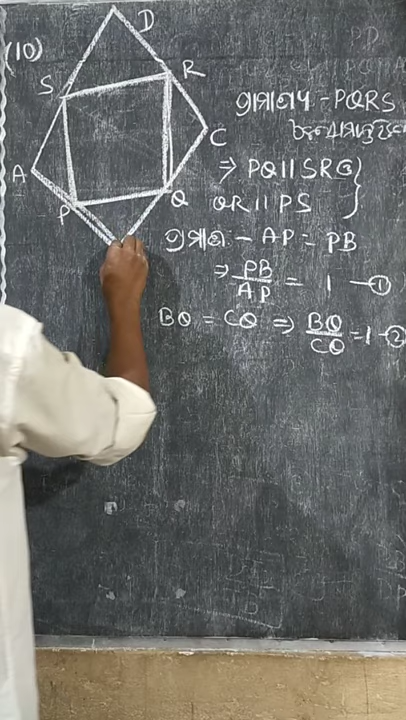 (10)
D
S
R
A
C
P
Q
ପ୍ରାମାଣ୍ୟ - PQRS
⇒ PQ || SR ଓ
QR || PS
ପ୍ରମାଣ - AP = PB
⇒ PB/AP = 1 — ①
BQ = CQ ⇒ BQ/CQ = 1 - ②